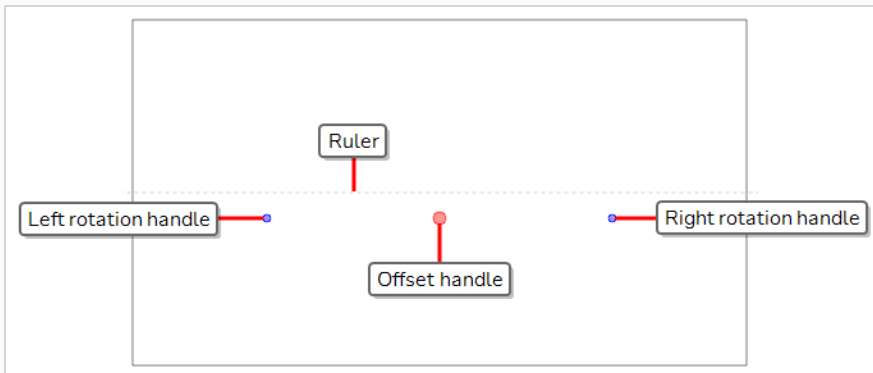 Ruler
Left rotation handle
Right rotation handle
Offset handle